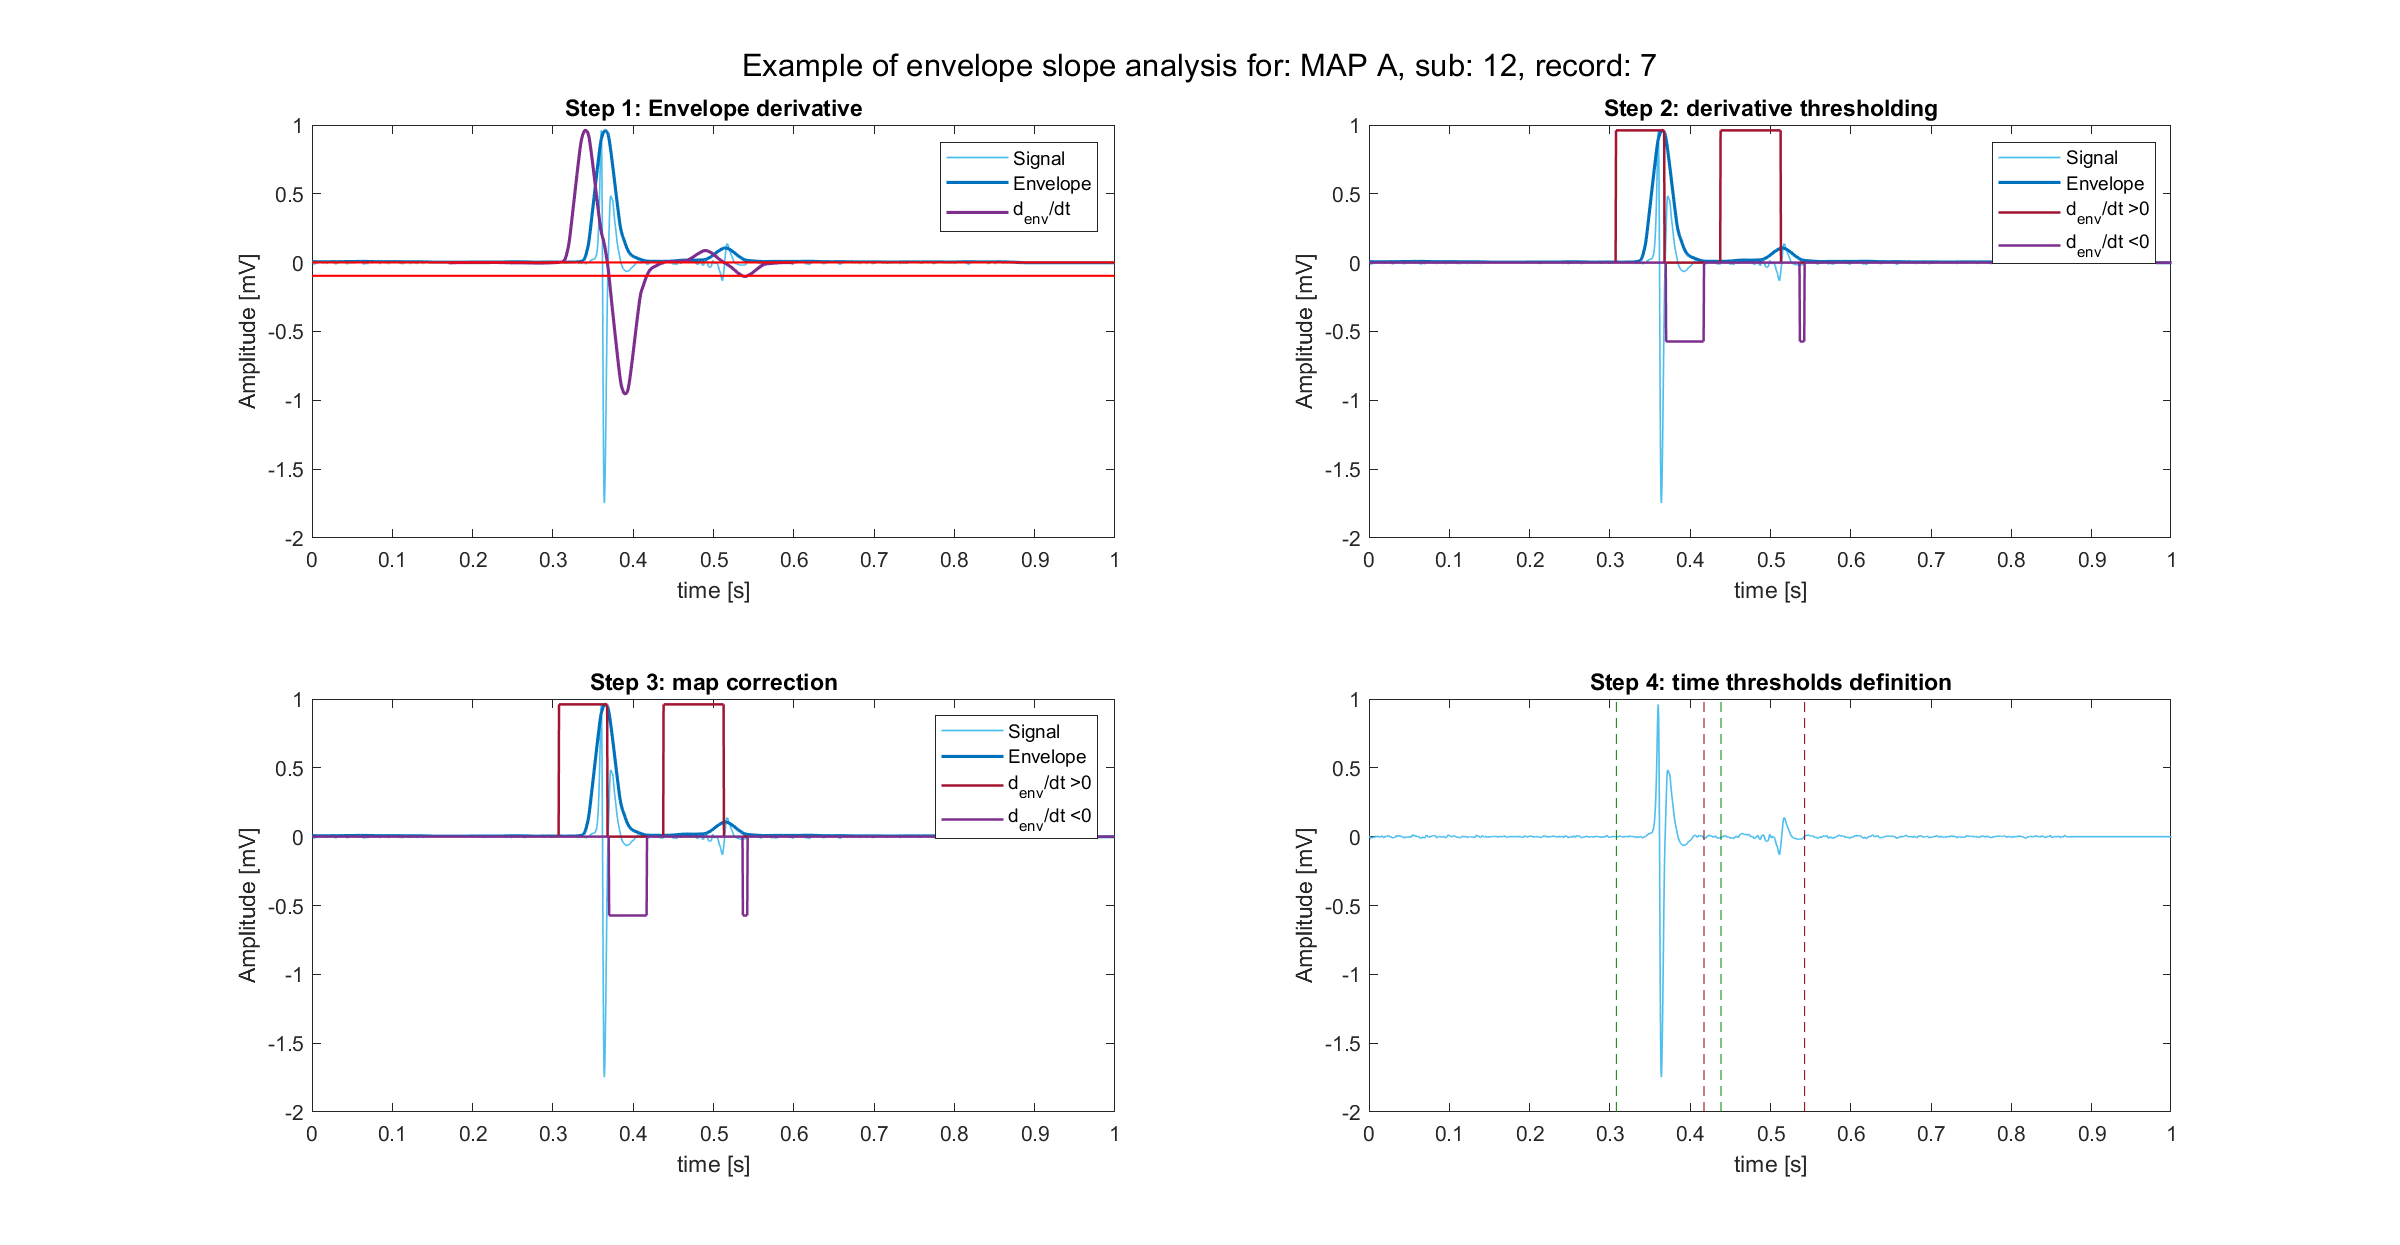 Example of envelope slope analysis for: MAP A, sub: 12, record: 7
Step 1: Envelope derivative
1
0.5
0
-0.5
-1
-1.5
-2
Amplitude [mV]
0 0.1 0.2 0.3 0.4 0.5 0.6 0.7 0.8 0.9 1
time [s]
Signal
Envelope
d_env/dt
Step 2: derivative thresholding
1
0.5
0
-0.5
-1
-1.5
-2
Amplitude [mV]
0 0.1 0.2 0.3 0.4 0.5 0.6 0.7 0.8 0.9 1
time [s]
Signal
Envelope
d_env/dt >0
d_env/dt <0
Step 3: map correction
1
0.5
0
-0.5
-1
-1.5
-2
Amplitude [mV]
0 0.1 0.2 0.3 0.4 0.5 0.6 0.7 0.8 0.9 1
time [s]
Signal
Envelope
d_env/dt >0
d_env/dt <0
Step 4: time thresholds definition
1
0.5
0
-0.5
-1
-1.5
-2
Amplitude [mV]
0 0.1 0.2 0.3 0.4 0.5 0.6 0.7 0.8 0.9 1
time [s]